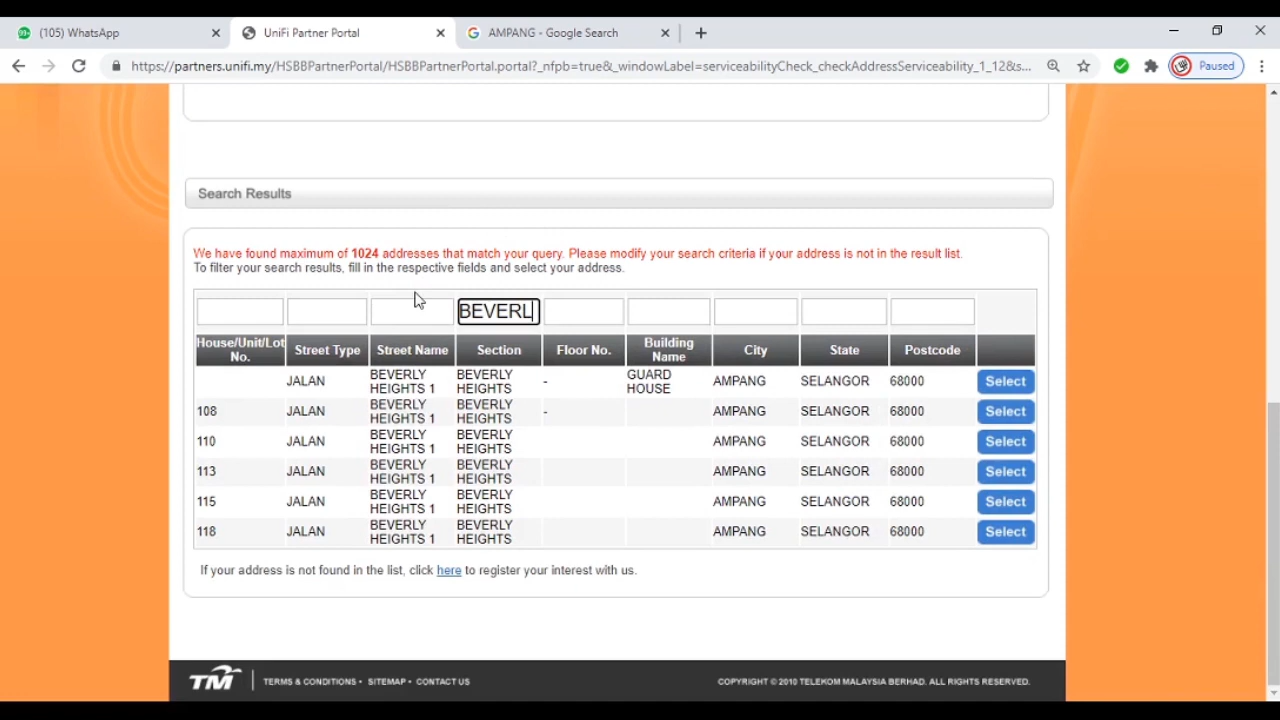 99+ (105) WhatsApp
UniFi Partner Portal
AMPANG - Google Search
https://partners.unifi.my/HSBBPartnerPortal/HSBBPartnerPortal.portal?_nfpb=true&_windowLabel=serviceabilityCheck_checkAddressServiceability_1_12&s...
Paused
Search Results
We have found maximum of 1024 addresses that match your query. Please modify your search criteria if your address is not in the result list.
To filter your search results, fill in the respective fields and select your address.
BEVERL
House/Unit/Lot No. Street Type Street Name Section Floor No. Building Name City State Postcode
JALAN BEVERLY HEIGHTS 1 BEVERLY HEIGHTS - GUARD HOUSE AMPANG SELANGOR 68000 Select
108 JALAN BEVERLY HEIGHTS 1 BEVERLY HEIGHTS - AMPANG SELANGOR 68000 Select
110 JALAN BEVERLY HEIGHTS 1 BEVERLY HEIGHTS AMPANG SELANGOR 68000 Select
113 JALAN BEVERLY HEIGHTS 1 BEVERLY HEIGHTS AMPANG SELANGOR 68000 Select
115 JALAN BEVERLY HEIGHTS 1 BEVERLY HEIGHTS AMPANG SELANGOR 68000 Select
118 JALAN BEVERLY HEIGHTS 1 BEVERLY HEIGHTS AMPANG SELANGOR 68000 Select
If your address is not found in the list, click here to register your interest with us.
TM TERMS & CONDITIONS • SITEMAP • CONTACT US
COPYRIGHT © 2010 TELEKOM MALAYSIA BERHAD. ALL RIGHTS RESERVED.